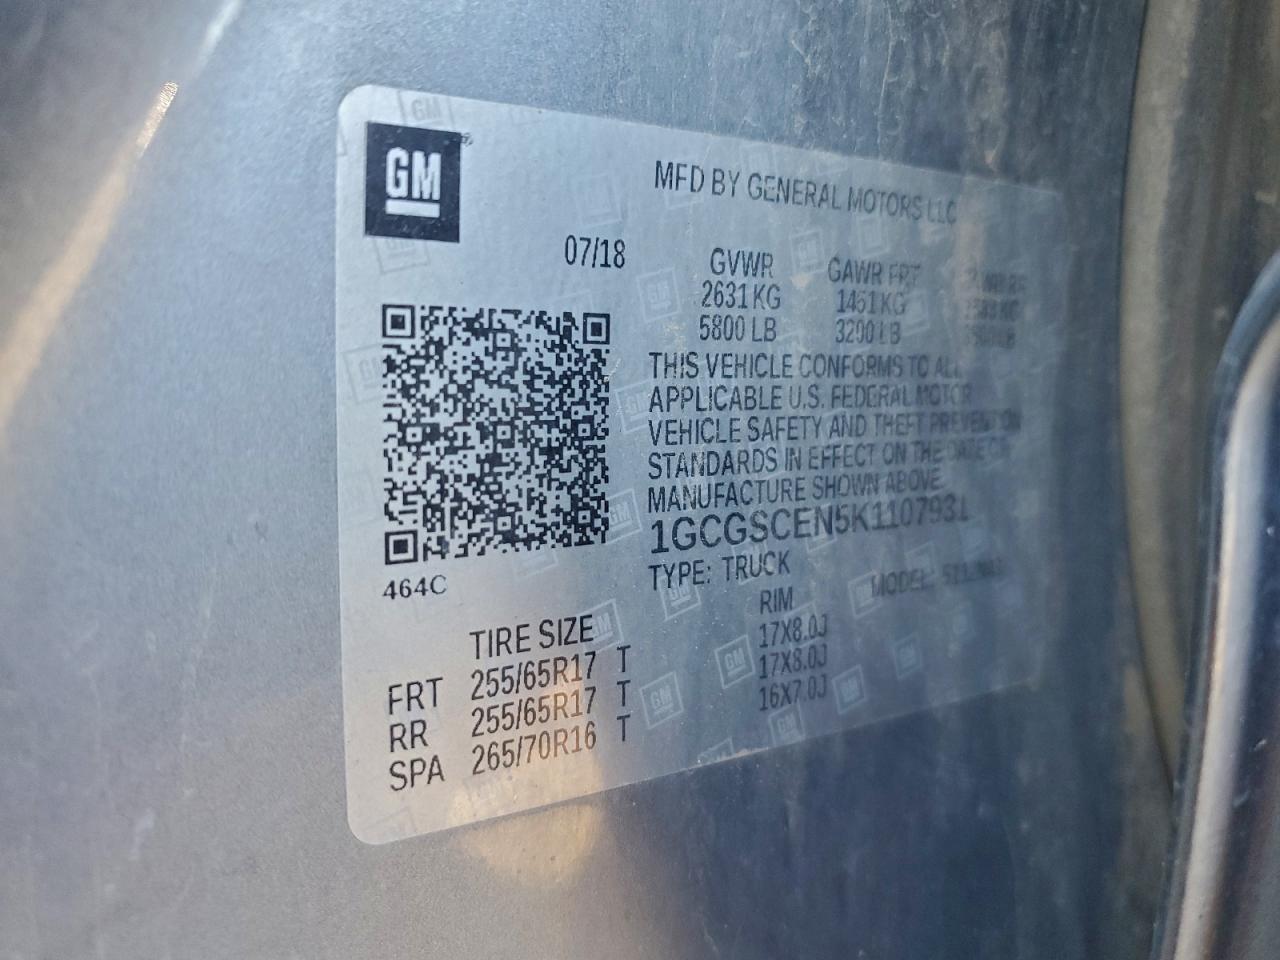 GM
MFD BY GENERAL MOTORS LLC
07/18
GVWR GAWR FRT
2631 KG 1451 KG
5800 LB 3200 LB
THIS VEHICLE CONFORMS TO ALL
APPLICABLE U.S. FEDERAL MOTOR
VEHICLE SAFETY AND THEFT PREVENTION
STANDARDS IN EFFECT ON THE DATE OF
MANUFACTURE SHOWN ABOVE.
1GCGSCEN5K1107931
464C
TYPE: TRUCK MODEL:
TIRE SIZE RIM
FRT 255/65R17 T 17X8.0J
RR 255/65R17 T 17X8.0J
SPA 265/70R16 T 16X7.0J